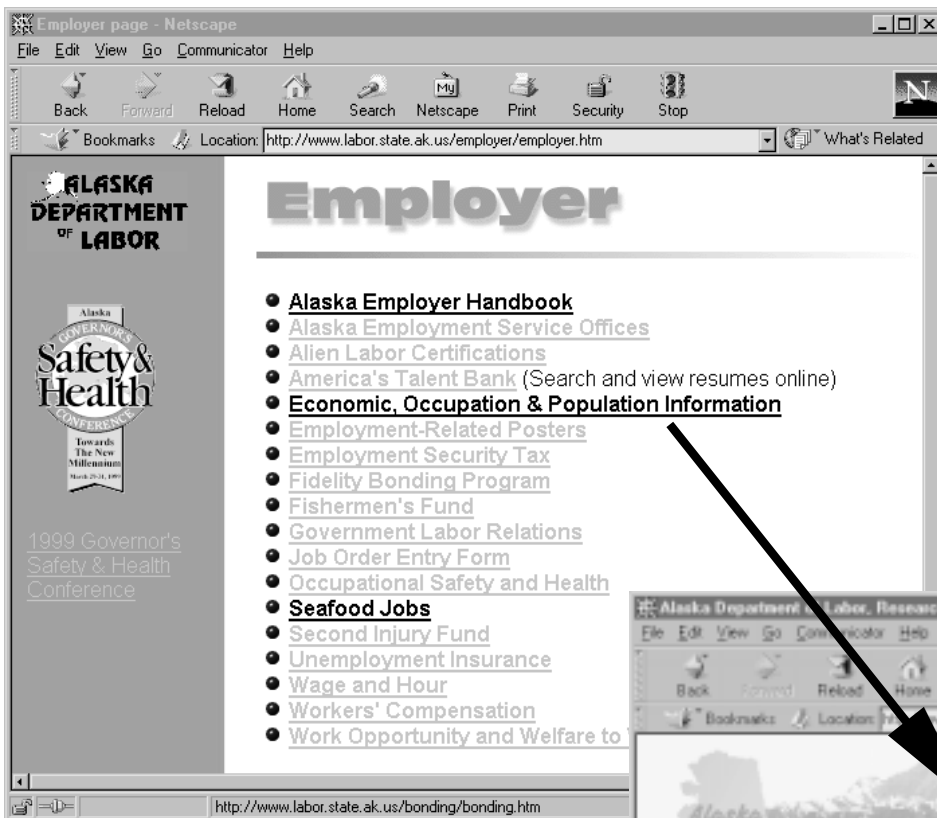 Employer page - Netscape
File Edit View Go Communicator Help
Back Forward Reload Home Search Netscape Print Security Stop
My
N
Bookmarks Location: http://www.labor.state.ak.us/employer/employer.htm What's Related
ALASKA
DEPARTMENT
OF LABOR
Employer
Alaska
GOVERNOR'S
Safety &
Health
CONFERENCE
Towards
The New
Millennium
March 29-31, 1999
1999 Governor's
Safety & Health
Conference
Alaska Employer Handbook
Alaska Employment Service Offices
Alien Labor Certifications
America's Talent Bank (Search and view resumes online)
Economic, Occupation & Population Information
Employment-Related Posters
Employment Security Tax
Fidelity Bonding Program
Fishermen's Fund
Government Labor Relations
Job Order Entry Form
Occupational Safety and Health
Seafood Jobs
Second Injury Fund
Unemployment Insurance
Wage and Hour
Workers' Compensation
Work Opportunity and Welfare to
http://www.labor.state.ak.us/bonding/bonding.htm
Alaska Department of Labor, Researc
File Edit View Go Communicator Help
Back Forward Reload Home
Bookmarks Location:
Alaska